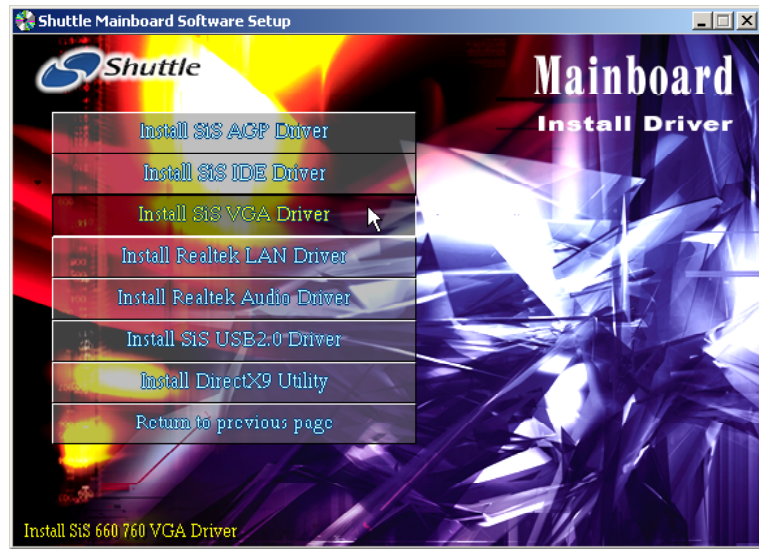 Shuttle Mainboard Software Setup
Shuttle
Mainboard
Install Driver
Install SiS AGP Driver
Install SiS IDE Driver
Install SiS VGA Driver
Install Realtek LAN Driver
Install Realtek Audio Driver
Install SiS USB2.0 Driver
Install DirectX9 Utility
Return to previous page
Install SiS 660 760 VGA Driver